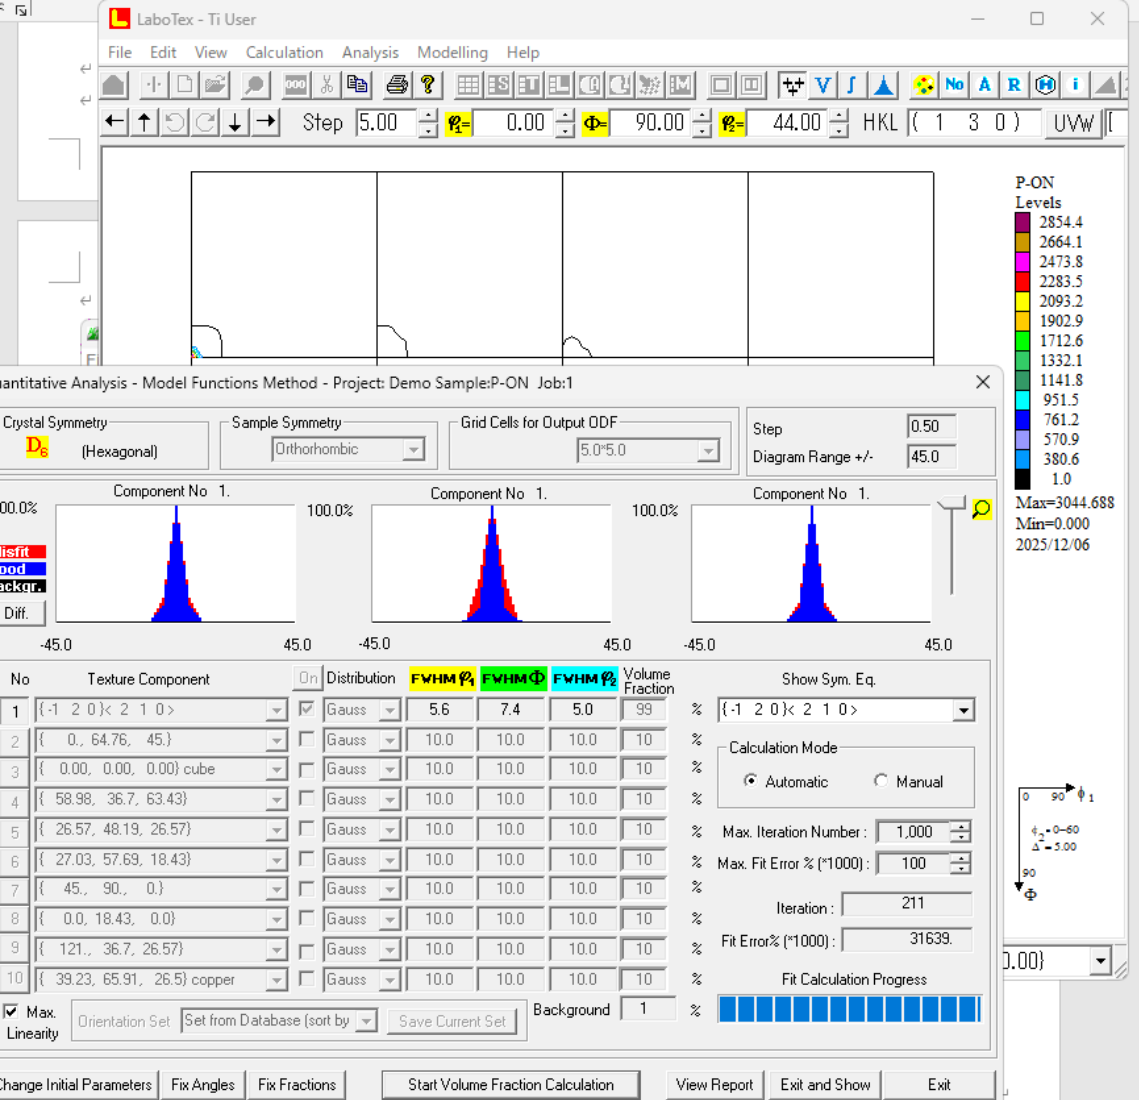 LaboTex - Ti User
File Edit View Calculation Analysis Modelling Help
No A R H i
Step 5.00 φ1= 0.00 Φ= 90.00 φ2= 44.00 HKL ( 1 3 0 ) UVW [
P-ON
Levels
2854.4
2664.1
2473.8
2283.5
2093.2
1902.9
1712.6
1332.1
1141.8
951.5
761.2
570.9
380.6
1.0
Max=3044.688
Min=0.000
2025/12/06
uantitative Analysis - Model Functions Method - Project: Demo Sample:P-ON Job:1
Crystal Symmetry
D6 (Hexagonal)
Sample Symmetry
Orthorhombic
Grid Cells for Output ODF
5.0*5.0
Step 0.50
Diagram Range +/- 45.0
Component No 1. Component No 1. Component No 1.
00.0% 100.0% 100.0%
isfit
ood
ackgr.
Diff.
-45.0 45.0 -45.0 45.0 -45.0 45.0
No Texture Component On Distribution FWHM φ1 FWHM Φ FWHM φ2 Volume Fraction Show Sym. Eq.
1 {-1 2 0}< 2 1 0> Gauss 5.6 7.4 5.0 99 % {-1 2 0}< 2 1 0>
2 { 0., 64.76, 45.} Gauss 10.0 10.0 10.0 10 %
3 { 0.00, 0.00, 0.00} cube Gauss 10.0 10.0 10.0 10 %
4 { 58.98, 36.7, 63.43} Gauss 10.0 10.0 10.0 10 %
5 { 26.57, 48.19, 26.57} Gauss 10.0 10.0 10.0 10 %
6 { 27.03, 57.69, 18.43} Gauss 10.0 10.0 10.0 10 %
7 { 45., 90., 0.} Gauss 10.0 10.0 10.0 10 %
8 { 0.0, 18.43, 0.0} Gauss 10.0 10.0 10.0 10 %
9 { 121., 36.7, 26.57} Gauss 10.0 10.0 10.0 10 %
10 { 39.23, 65.91, 26.5} copper Gauss 10.0 10.0 10.0 10 %
Calculation Mode
Automatic Manual
Max. Iteration Number : 1,000
Max. Fit Error % (*1000) : 100
Iteration : 211
Fit Error% (*1000) : 31639.
Fit Calculation Progress
Max. Linearity
Orientation Set Set from Database (sort by Save Current Set
Background 1 %
Change Initial Parameters Fix Angles Fix Fractions Start Volume Fraction Calculation View Report Exit and Show Exit
0 90 ϕ1
ϕ2=0-60
Δ =5.00
90
Φ
0.00}